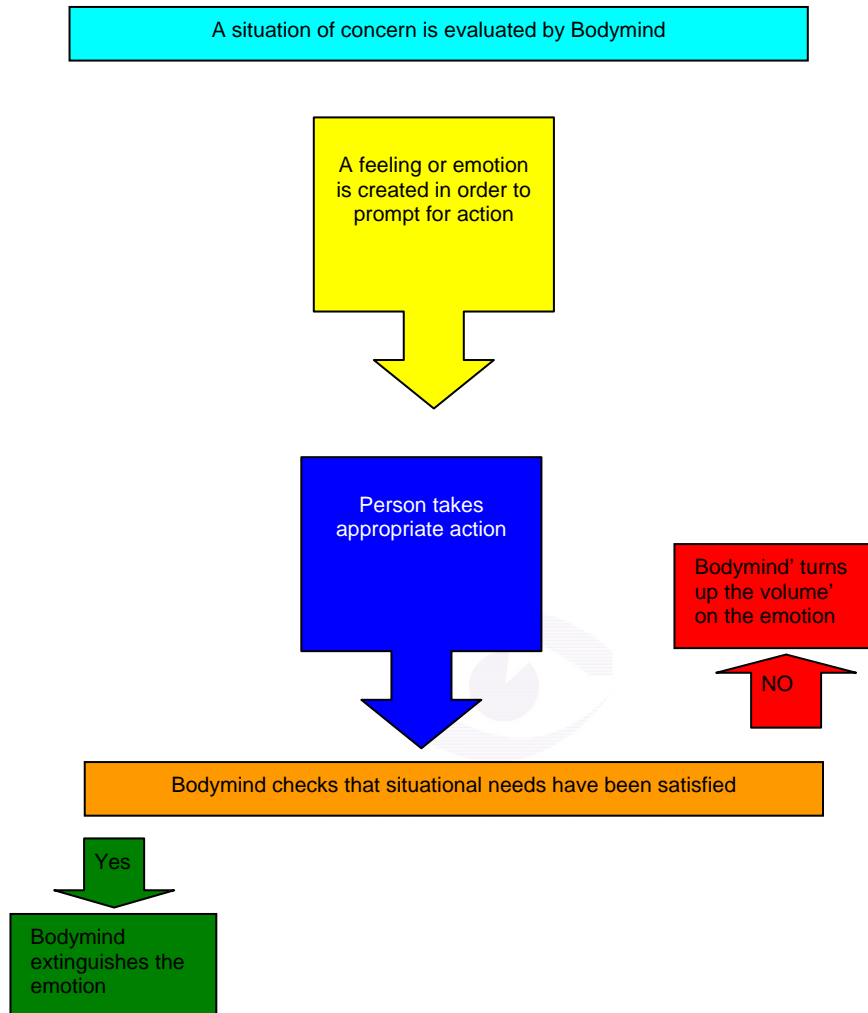 A situation of concern is evaluated by Bodymind
A feeling or emotion
is created in order to
prompt for action
Person takes
appropriate action
Bodymind’ turns
up the volume’
on the emotion
NO
Bodymind checks that situational needs have been satisfied
Yes
Bodymind
extinguishes the
emotion